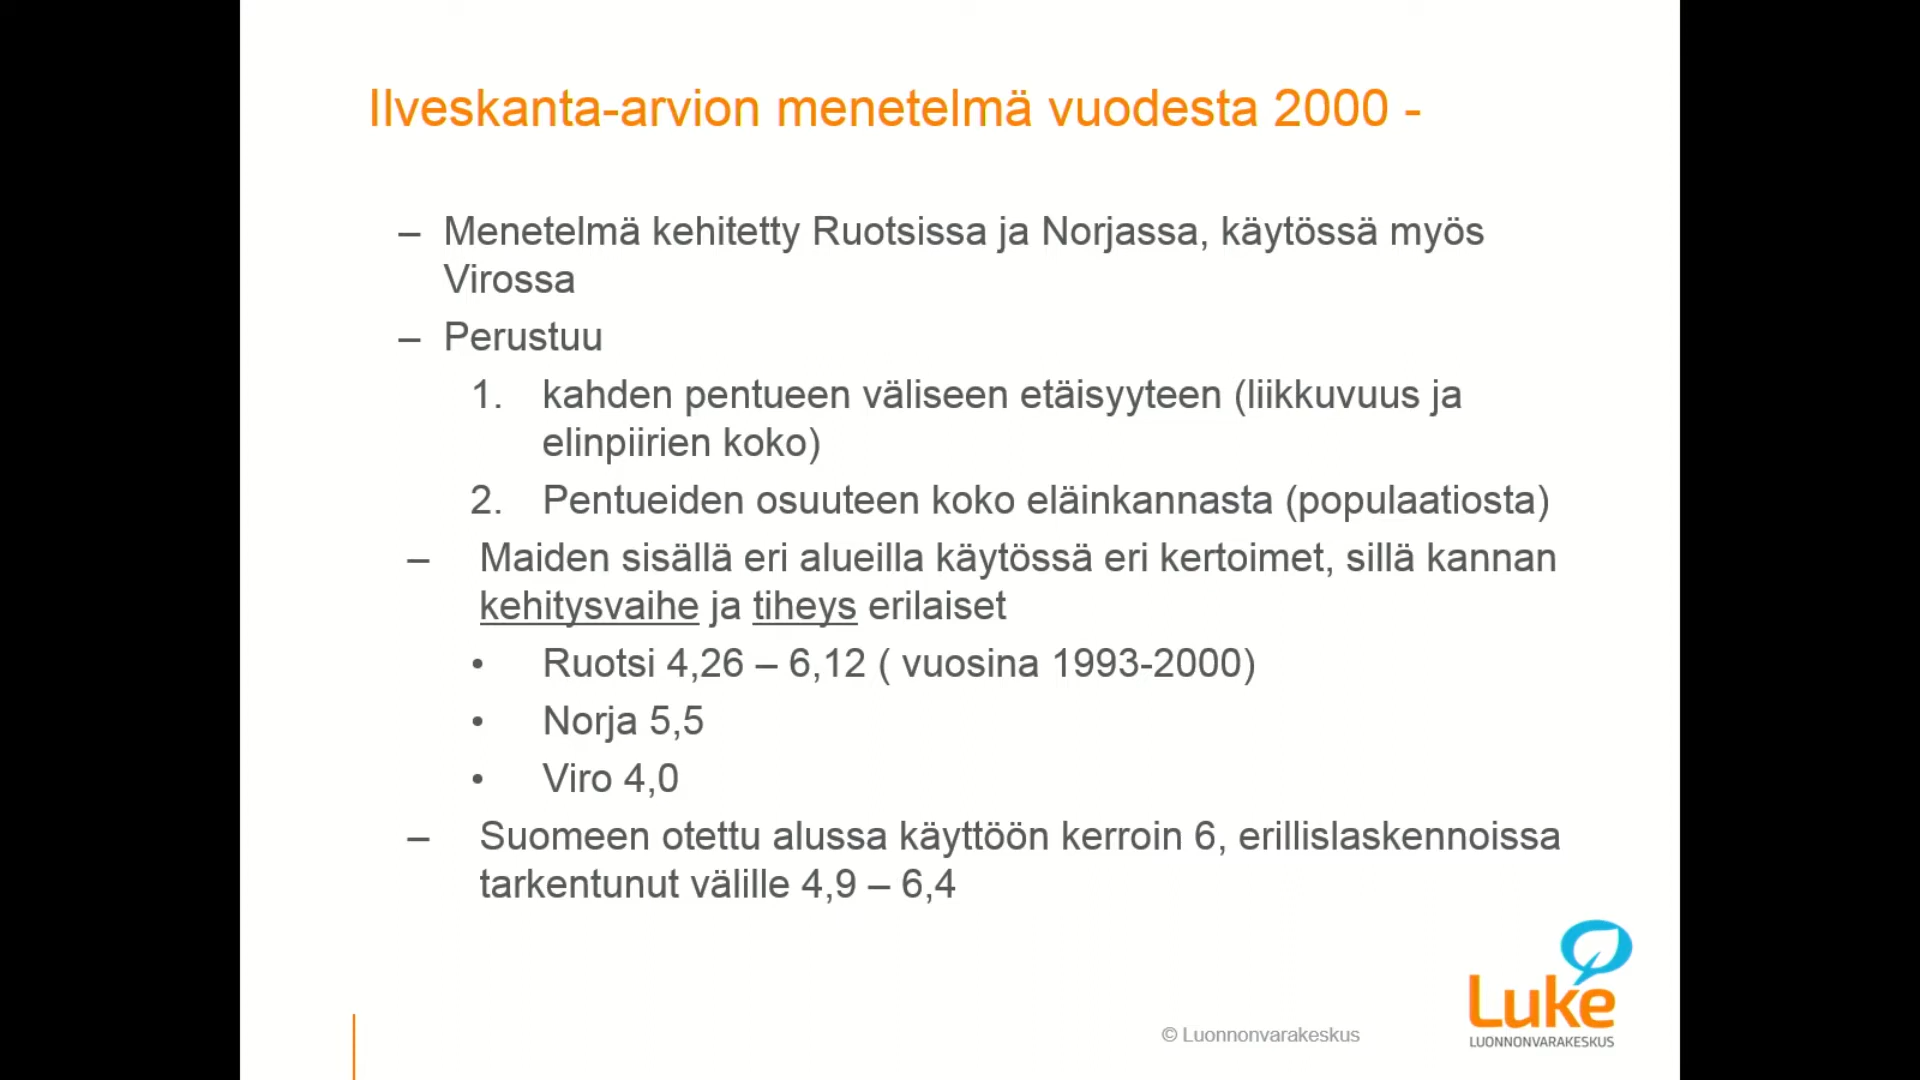 Ilveskanta-arvion menetelmä vuodesta 2000 -
– Menetelmä kehitetty Ruotsissa ja Norjassa, käytössä myös
Virossa
– Perustuu
1. kahden pentueen väliseen etäisyyteen (liikkuvuus ja
elinpiirien koko)
2. Pentueiden osuuteen koko eläinkannasta (populaatiosta)
– Maiden sisällä eri alueilla käytössä eri kertoimet, sillä kannan
kehitysvaihe ja tiheys erilaiset
• Ruotsi 4,26 – 6,12 ( vuosina 1993-2000)
• Norja 5,5
• Viro 4,0
– Suomeen otettu alussa käyttöön kerroin 6, erillislaskennoissa
tarkentunut välille 4,9 – 6,4
© Luonnonvarakeskus
Luke
LUONNONVARAKESKUS